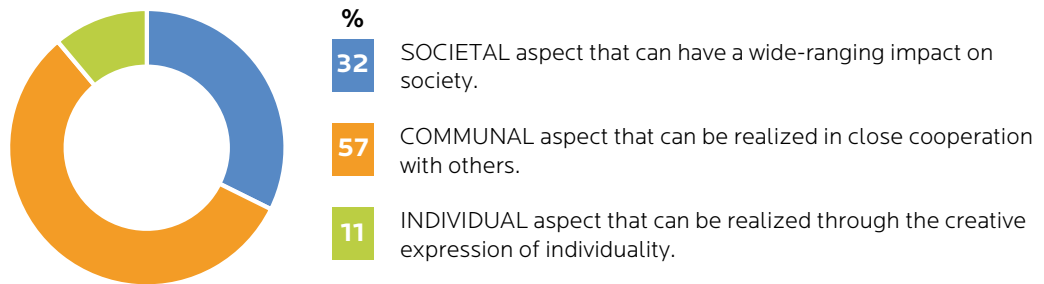 %
32 SOCIETAL aspect that can have a wide-ranging impact on
society.
57 COMMUNAL aspect that can be realized in close cooperation
with others.
11 INDIVIDUAL aspect that can be realized through the creative
expression of individuality.